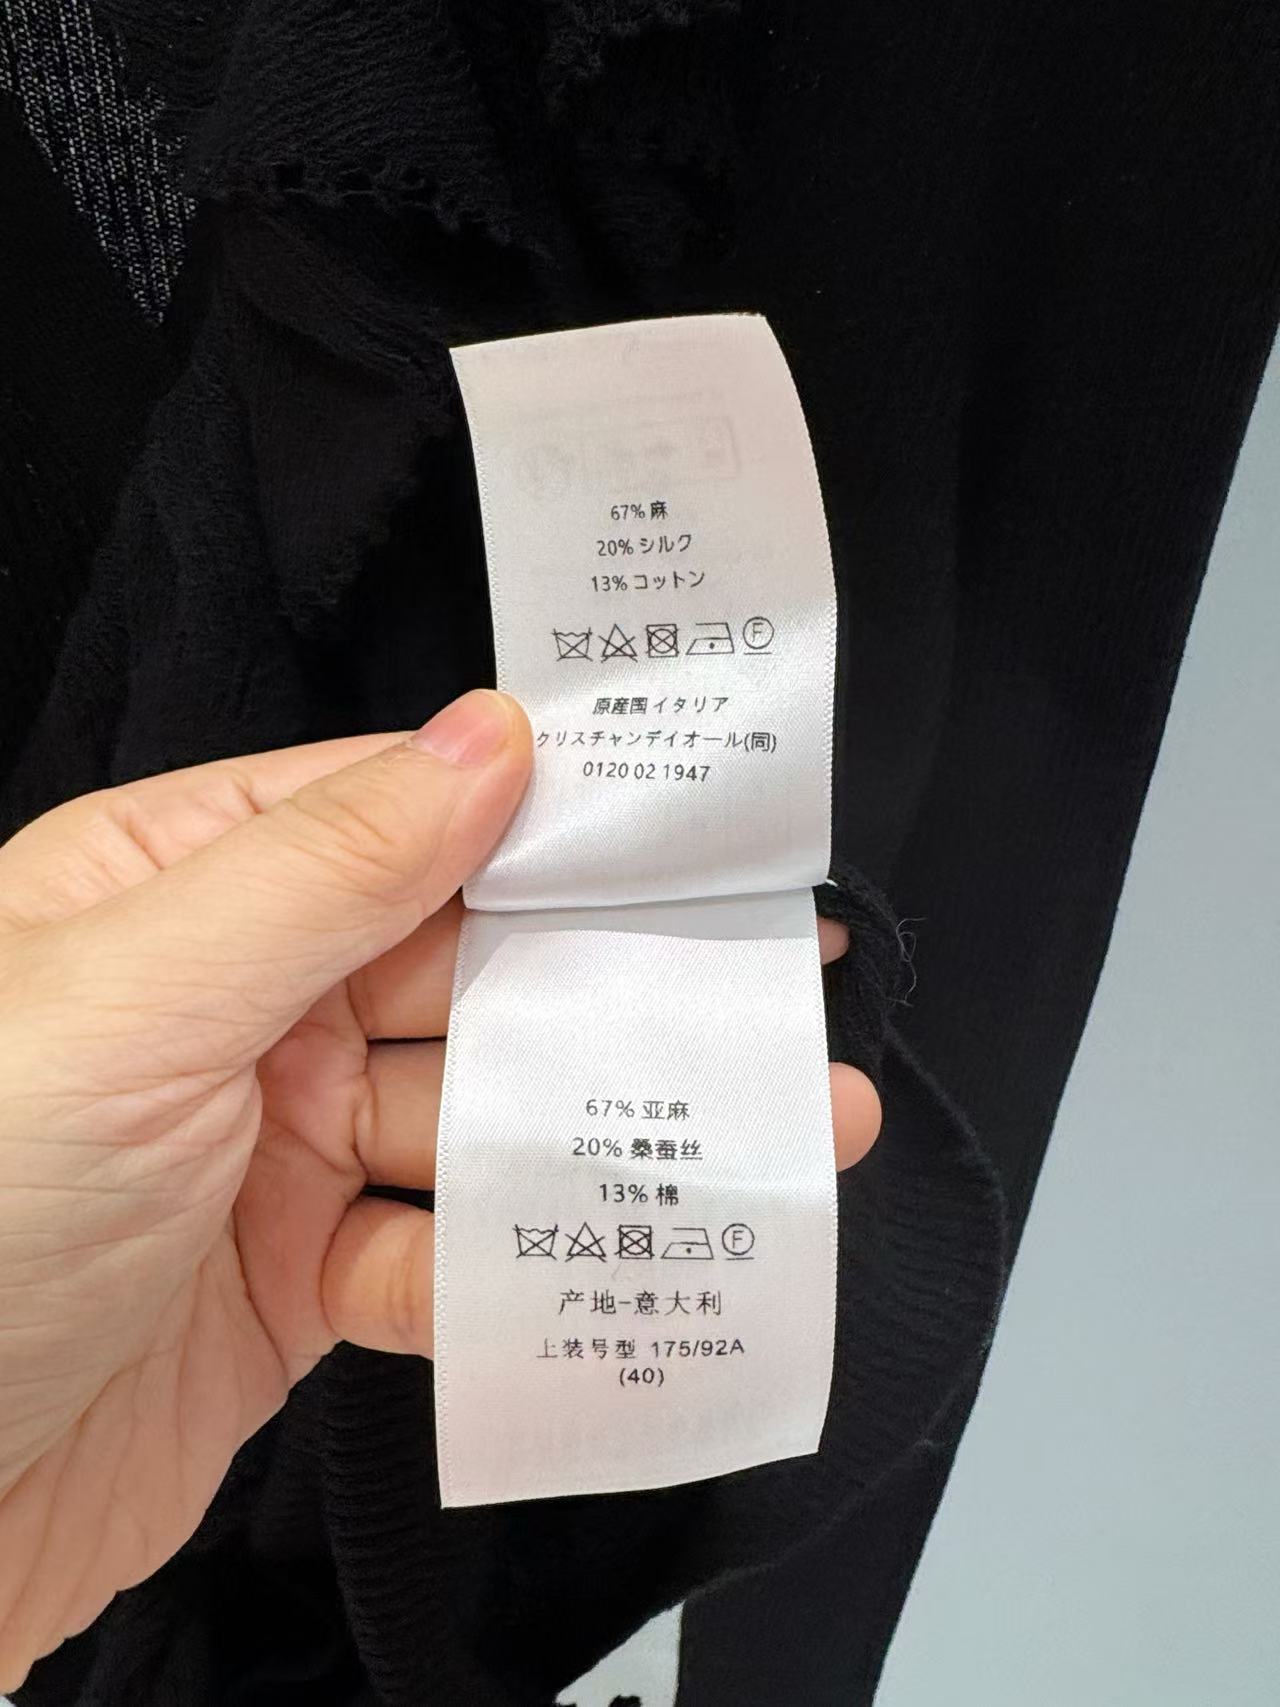 67% 麻
20% シルク
13% コットン
F
原産国 イタリア
クリスチャンデイオール(同)
0120 02 1947
67% 亚麻
20% 桑蚕丝
13% 棉
F
产地-意大利
上装号型 175/92A
(40)